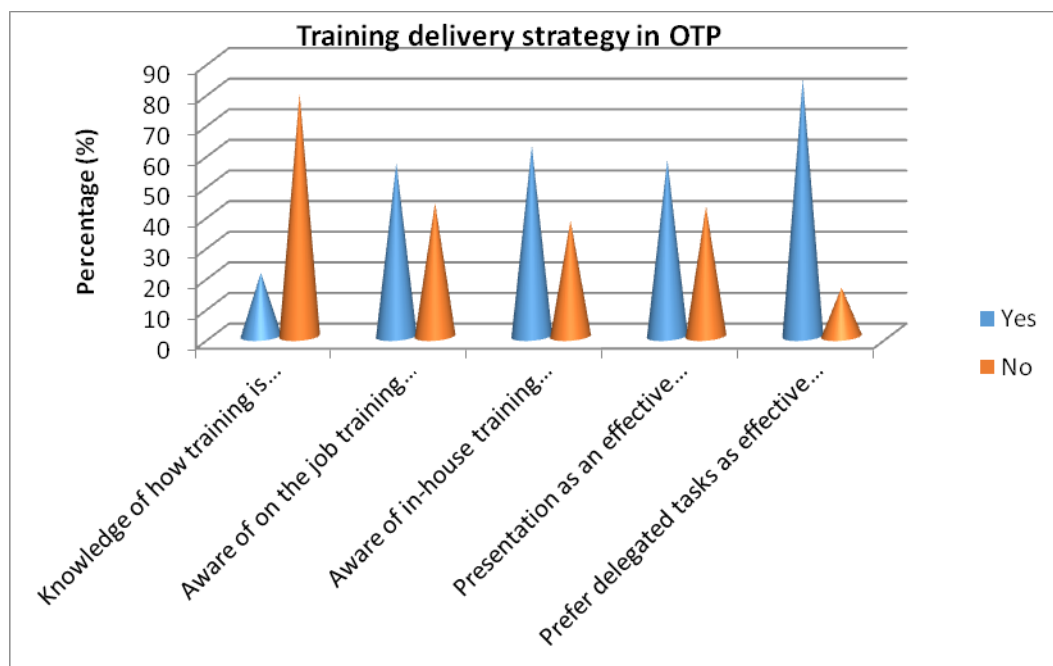 Training delivery strategy in OTP
Percentage (%)
90
80
70
60
50
40
30
20
10
0
Knowledge of how training is...
Aware of on the job training...
Aware of in-house training...
Presentation as an effective...
Prefer delegated tasks as effective...
Yes
No